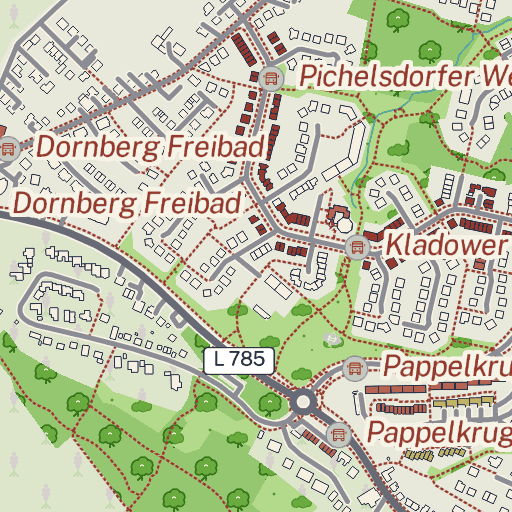 Pichelsdorfer We
Dornberg Freibad
Dornberg Freibad
Kladower
L 785
Pappelkru
Pappelkrug